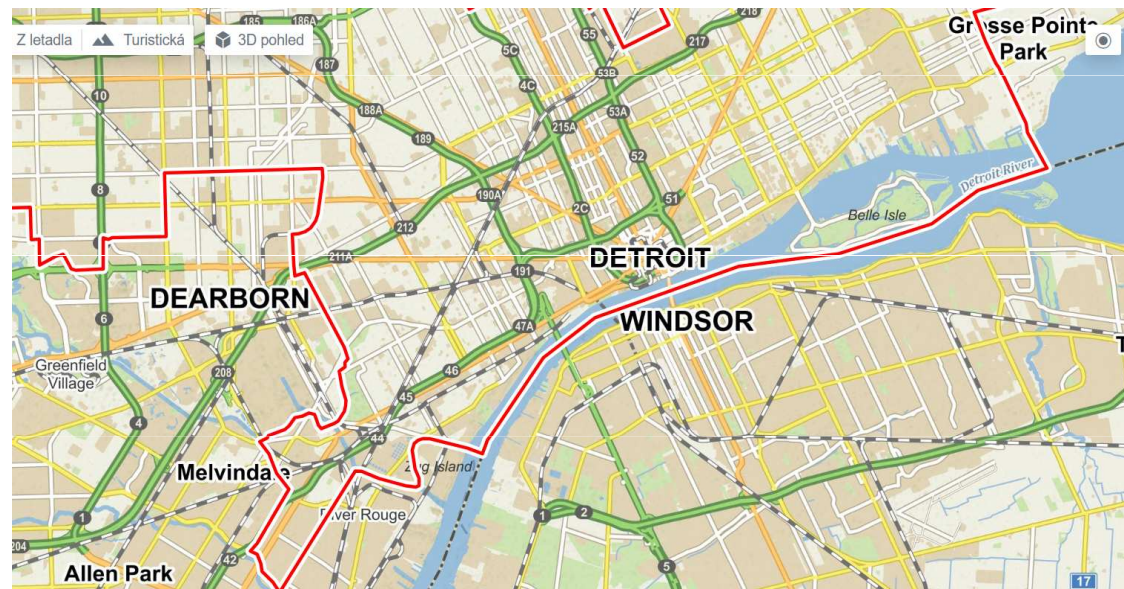 Z letadla
Turistická
3D pohled
185
186A
187
188A
189
190A
191
5C
4C
55
218
217
53B
53A
215A
52
51
2C
10
8
6
4
1
212
211A
208
204
47A
46
45
44
42
1
2
5
17
Grosse Pointe
Park
Detroit River
Belle Isle
DETROIT
WINDSOR
DEARBORN
Greenfield
Village
Melvindale
Zug Island
River Rouge
Allen Park
T